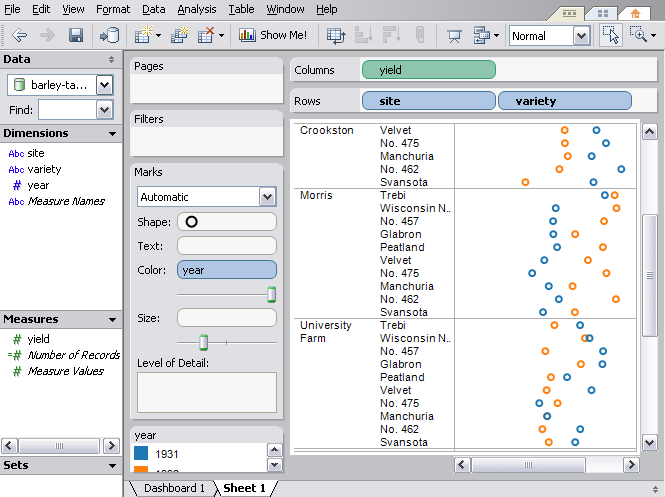 File Edit View Format Data Analysis Table Window Help
Show Me!
Normal
Data
barley-ta...
Find:
Dimensions
Abc site
Abc variety
# year
Abc Measure Names
Measures
# yield
=# Number of Records
# Measure Values
Sets
Pages
Filters
Marks
Automatic
Shape:
Text:
Color: year
Size:
Level of Detail:
year
1931
Columns yield
Rows site variety
Crookston Velvet
No. 475
Manchuria
No. 462
Svansota
Morris Trebi
Wisconsin N..
No. 457
Glabron
Peatland
Velvet
No. 475
Manchuria
No. 462
Svansota
University Trebi
Farm Wisconsin N..
No. 457
Glabron
Peatland
Velvet
No. 475
Manchuria
No. 462
Svansota
Dashboard 1 Sheet 1